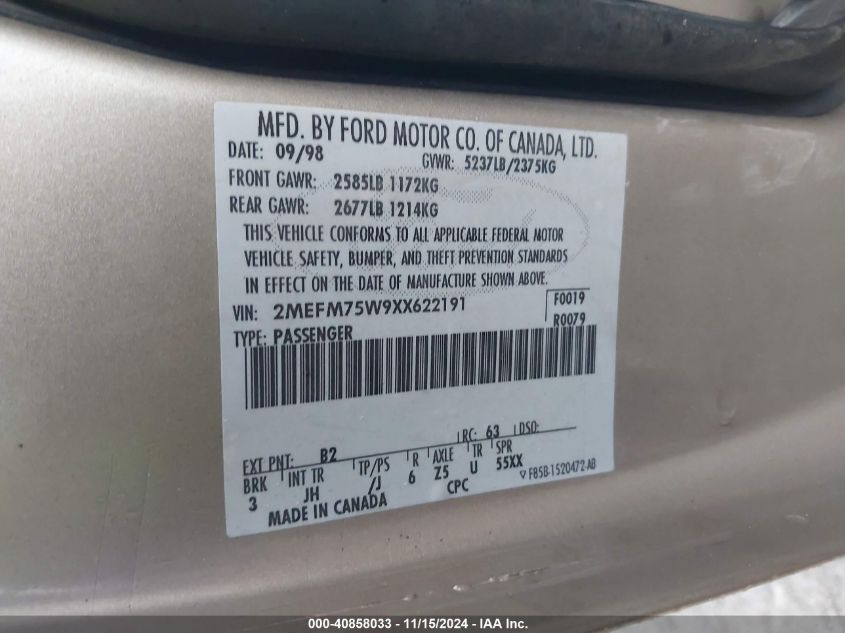 MFD. BY FORD MOTOR CO. OF CANADA, LTD.
DATE: 09/98 GVWR: 5237LB/2375KG
FRONT GAWR: 2585LB 1172KG
REAR GAWR: 2677LB 1214KG
THIS VEHICLE CONFORMS TO ALL APPLICABLE FEDERAL MOTOR
VEHICLE SAFETY, BUMPER, AND THEFT PREVENTION STANDARDS
IN EFFECT ON THE DATE OF MANUFACTURE SHOWN ABOVE.
VIN: 2MEFM75W9XX622191 F0019
TYPE: PASSENGER R0079
EXT PNT: B2 RC: 63 DSO:
BRK INT TR TP/PS R AXLE TR SPR
3 JH /J 6 Z5 U 55XX
MADE IN CANADA CPC F85B-1520472-AB
000-40858033 - 11/15/2024 - IAA Inc.